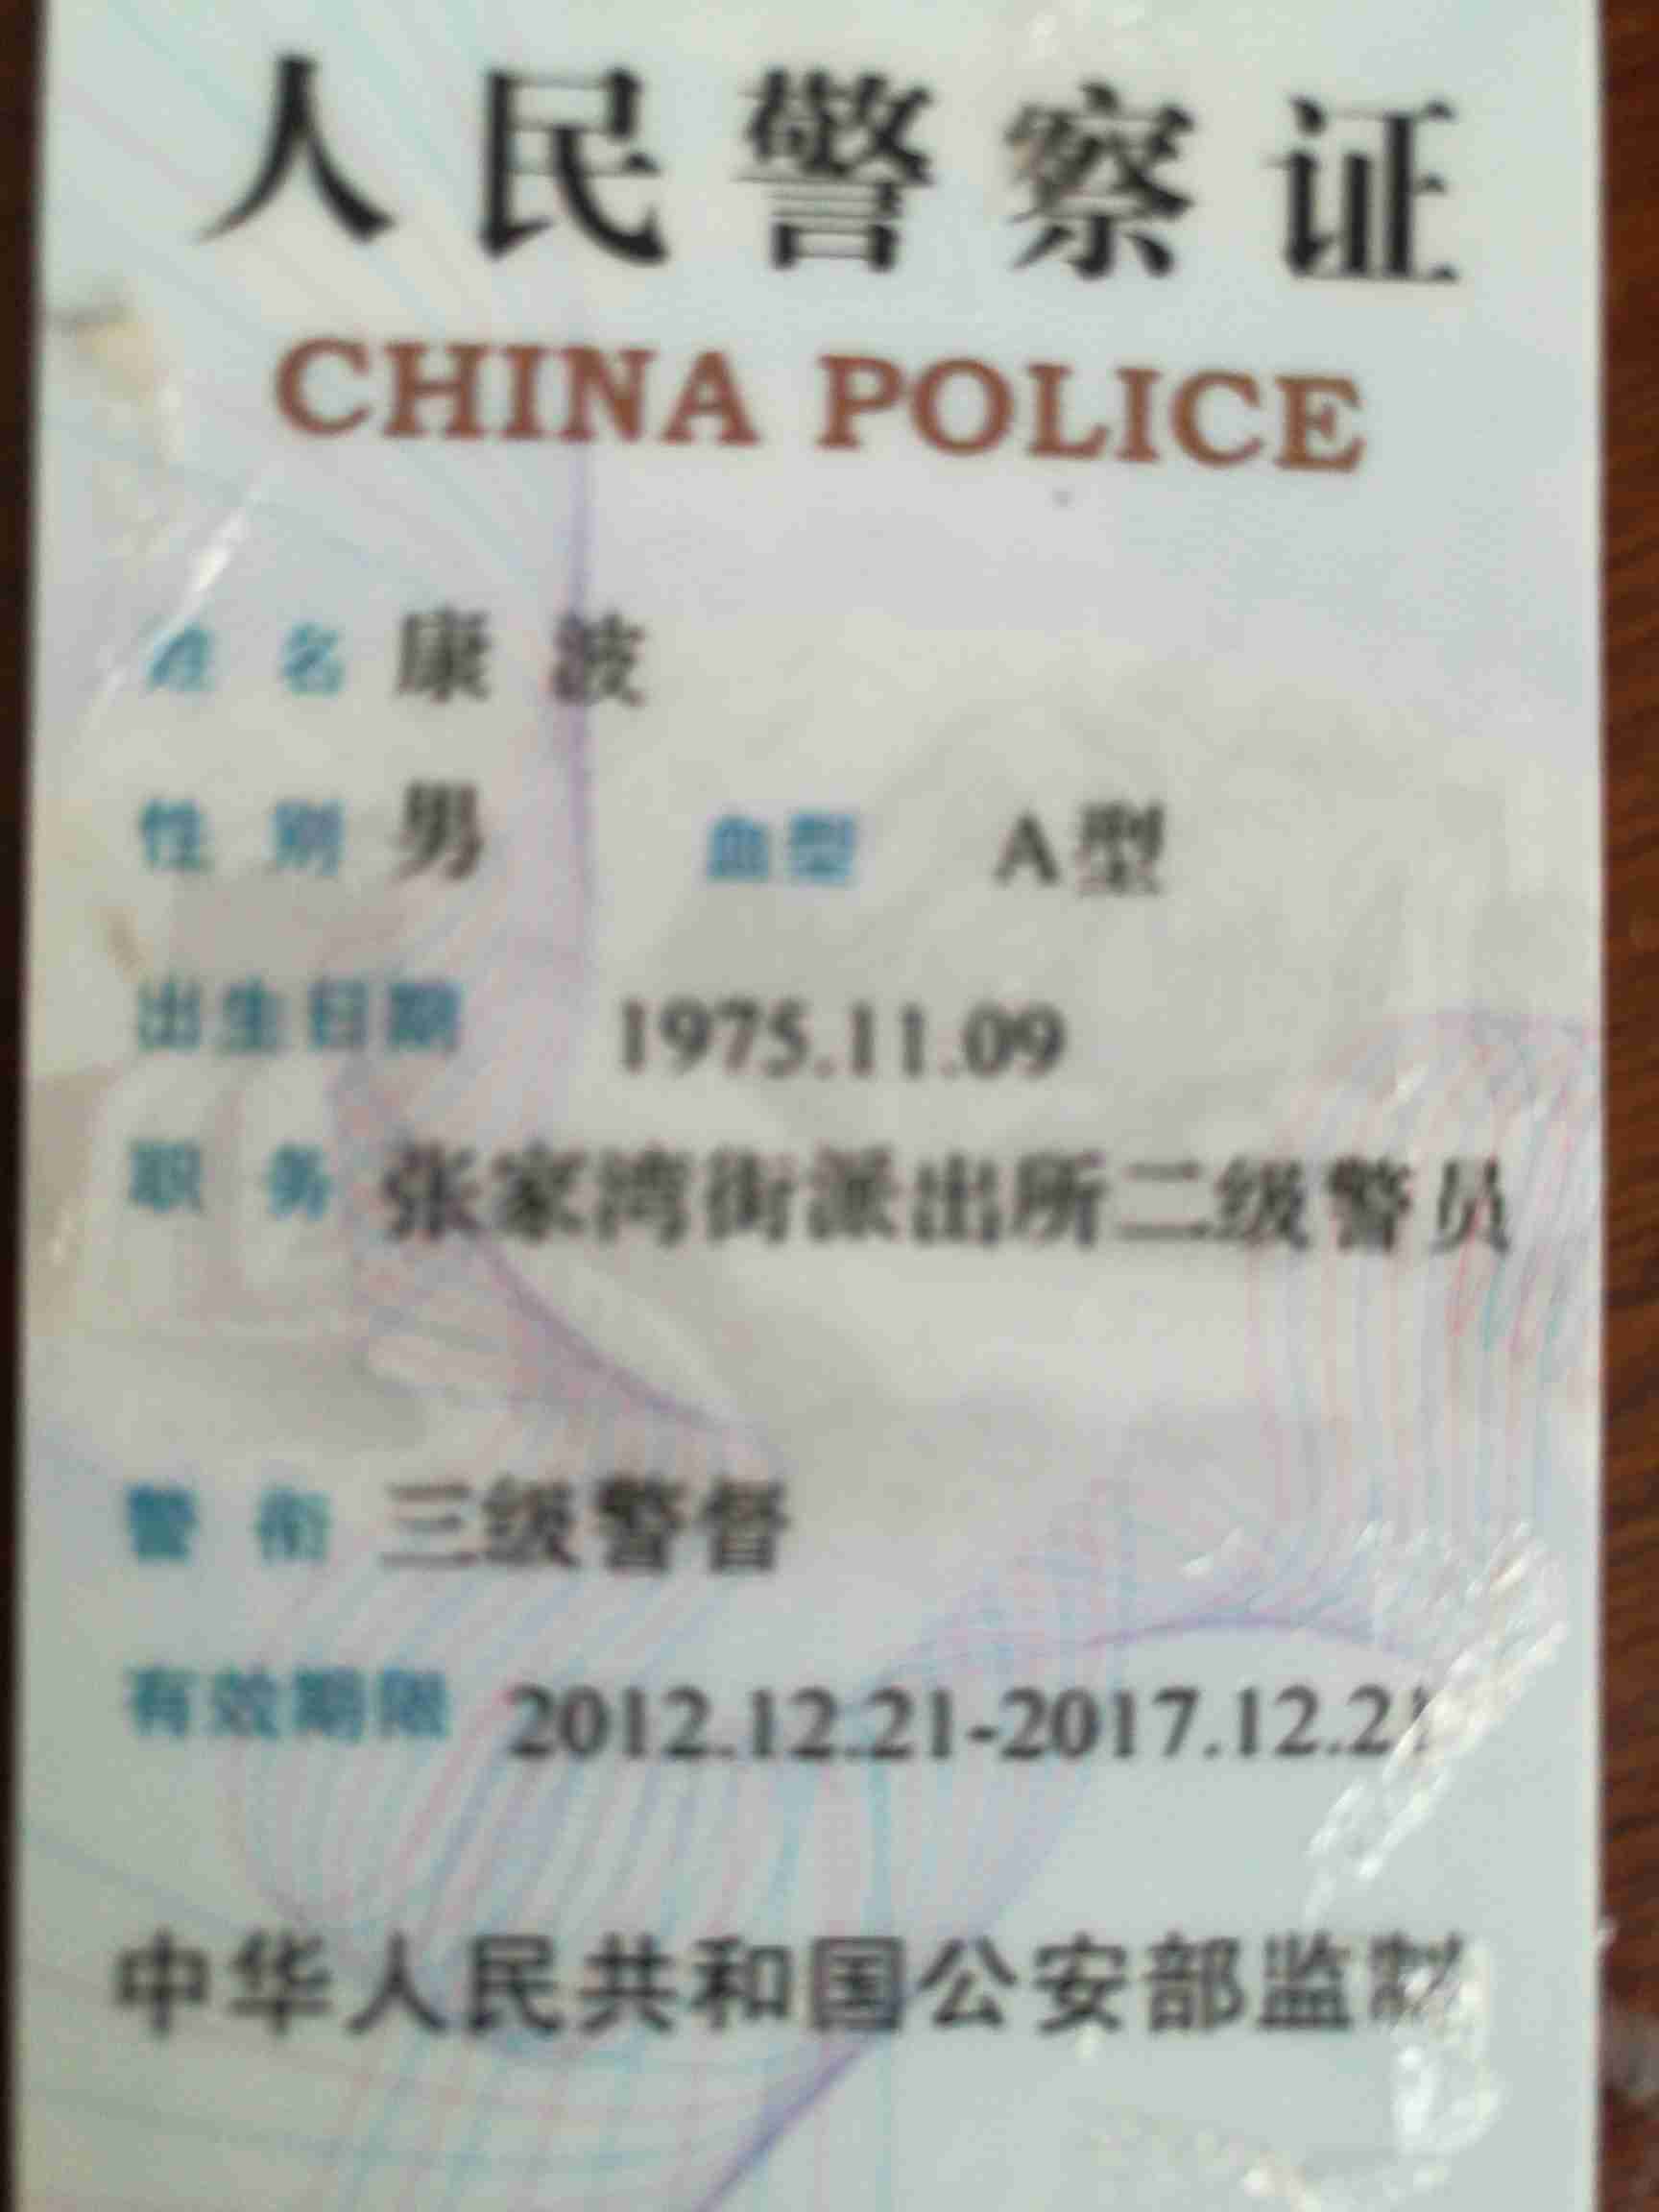 人民警察证
CHINA POLICE
姓名 康波
性别 男 血型 A型
出生日期 1975.11.09
职务 张家湾街派出所二级警员
警衔 三级警督
有效期限 2012.12.21-2017.12.21
中华人民共和国公安部监制